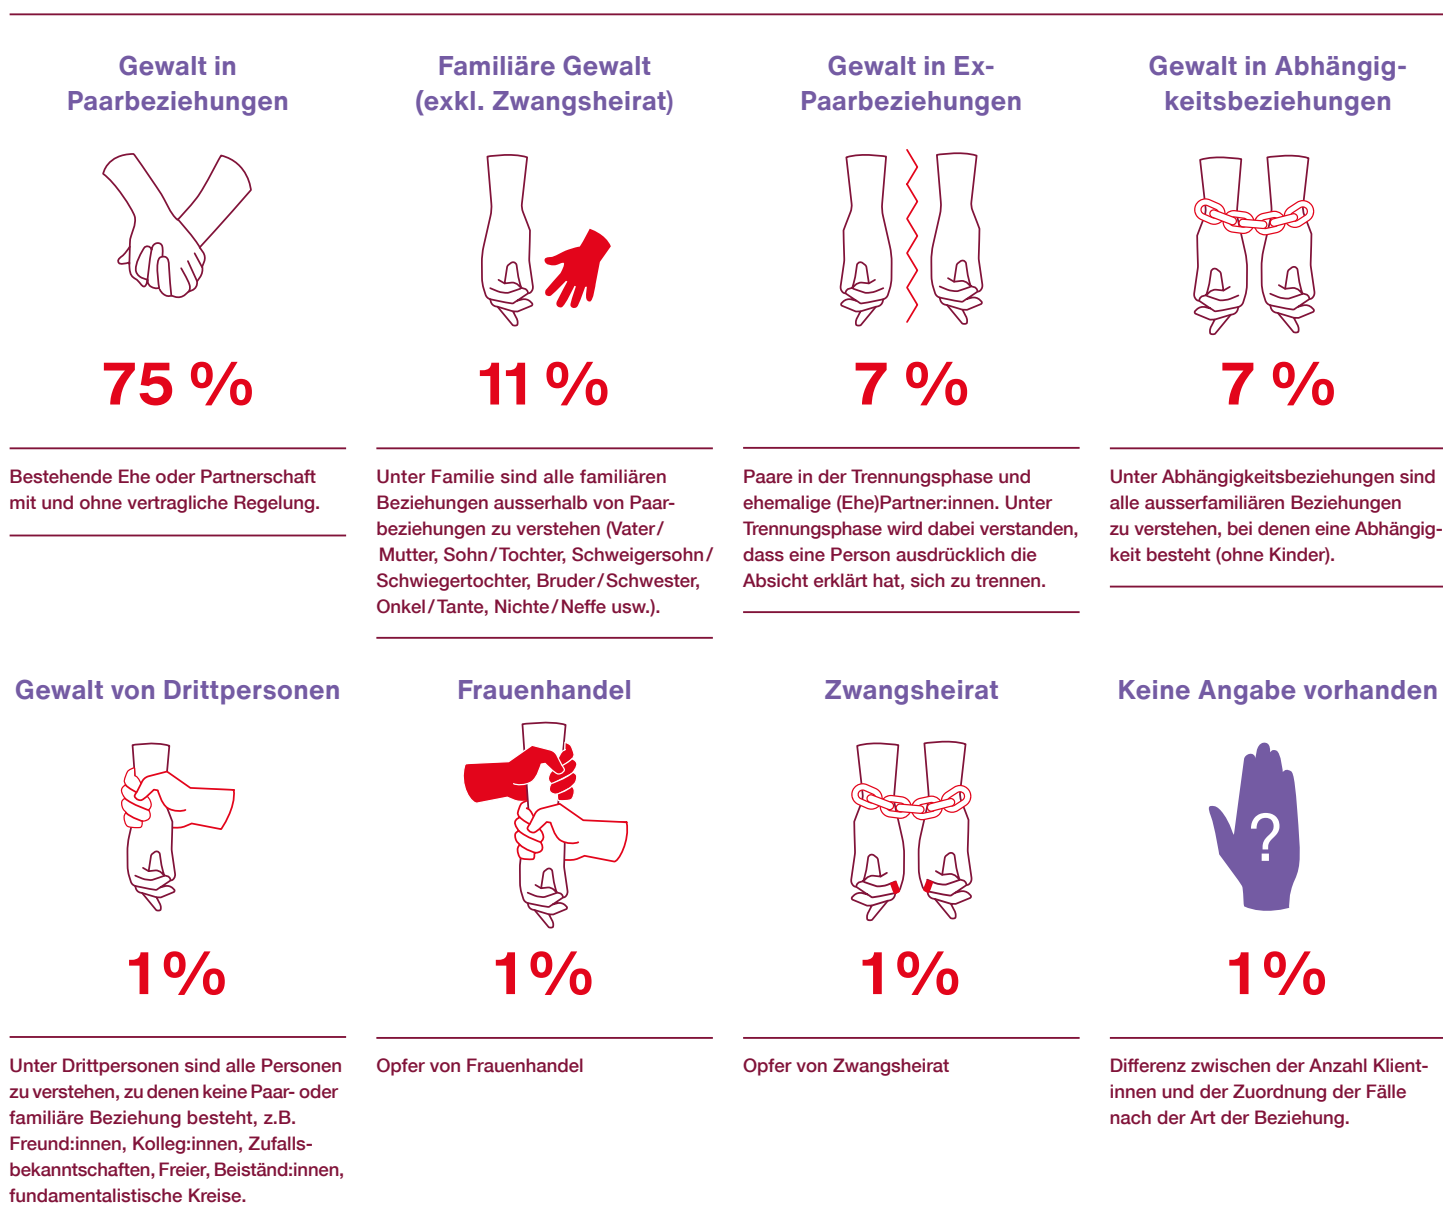 Gewalt in
Paarbeziehungen
75 %
Bestehende Ehe oder Partnerschaft
mit und ohne vertragliche Regelung.
Familiäre Gewalt
(exkl. Zwangsheirat)
11 %
Unter Familie sind alle familiären
Beziehungen ausserhalb von Paar-
beziehungen zu verstehen (Vater/
Mutter, Sohn/Tochter, Schweigersohn/
Schwiegertochter, Bruder/Schwester,
Onkel/Tante, Nichte/Neffe usw.).
Gewalt in Ex-
Paarbeziehungen
7 %
Paare in der Trennungsphase und
ehemalige (Ehe)Partner:innen. Unter
Trennungsphase wird dabei verstanden,
dass eine Person ausdrücklich die
Absicht erklärt hat, sich zu trennen.
Gewalt in Abhängig-
keitsbeziehungen
7 %
Unter Abhängigkeitsbeziehungen sind
alle ausserfamiliären Beziehungen
zu verstehen, bei denen eine Abhängig-
keit besteht (ohne Kinder).
Gewalt von Drittpersonen
1%
Unter Drittpersonen sind alle Personen
zu verstehen, zu denen keine Paar- oder
familiäre Beziehung besteht, z.B.
Freund:innen, Kolleg:innen, Zufalls-
bekanntschaften, Freier, Beiständ:innen,
fundamentalistische Kreise.
Frauenhandel
1%
Opfer von Frauenhandel
Zwangsheirat
1%
Opfer von Zwangsheirat
Keine Angabe vorhanden
?
1%
Differenz zwischen der Anzahl Klient-
innen und der Zuordnung der Fälle
nach der Art der Beziehung.